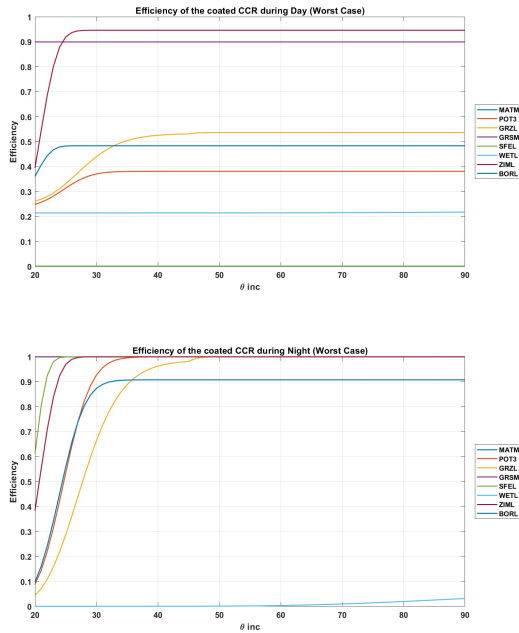 Efficiency of the coated CCR during Day (Worst Case)
1
0.9
0.8
0.7
0.6
0.5
0.4
0.3
0.2
0.1
0
Efficiency
20 30 40 50 60 70 80 90
θ inc
MATM
POT3
GRZL
GRSM
SFEL
WETL
ZIML
BORL
Efficiency of the coated CCR during Night (Worst Case)
1
0.9
0.8
0.7
0.6
0.5
0.4
0.3
0.2
0.1
0
Efficiency
20 30 40 50 60 70 80 90
θ inc
MATM
POT3
GRZL
GRSM
SFEL
WETL
ZIML
BORL